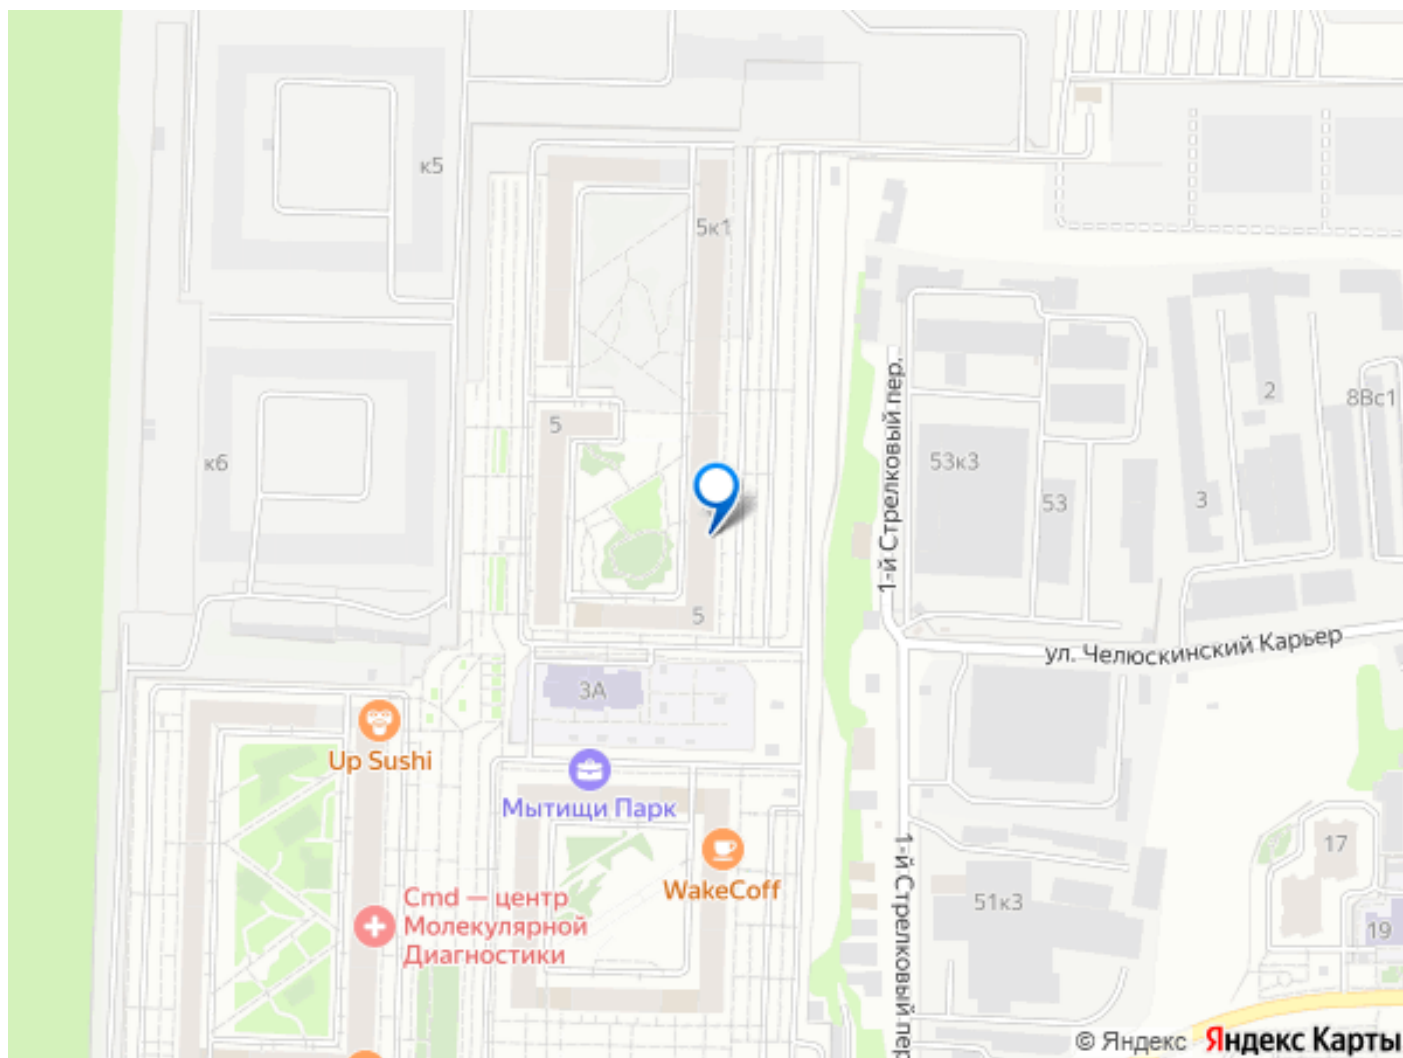 к5
5к1
2
8Вс1
5
53к3
к6
53
3
1-й Стрелковый пер.
5
ул. Челюскинский Карьер
3А
Up Sushi
Мытищи Парк
WakeCoff
17
Cmd — центр
Молекулярной
Диагностики
51к3
19
1-й Стрелковый пер
© Яндекс Яндекс Карты